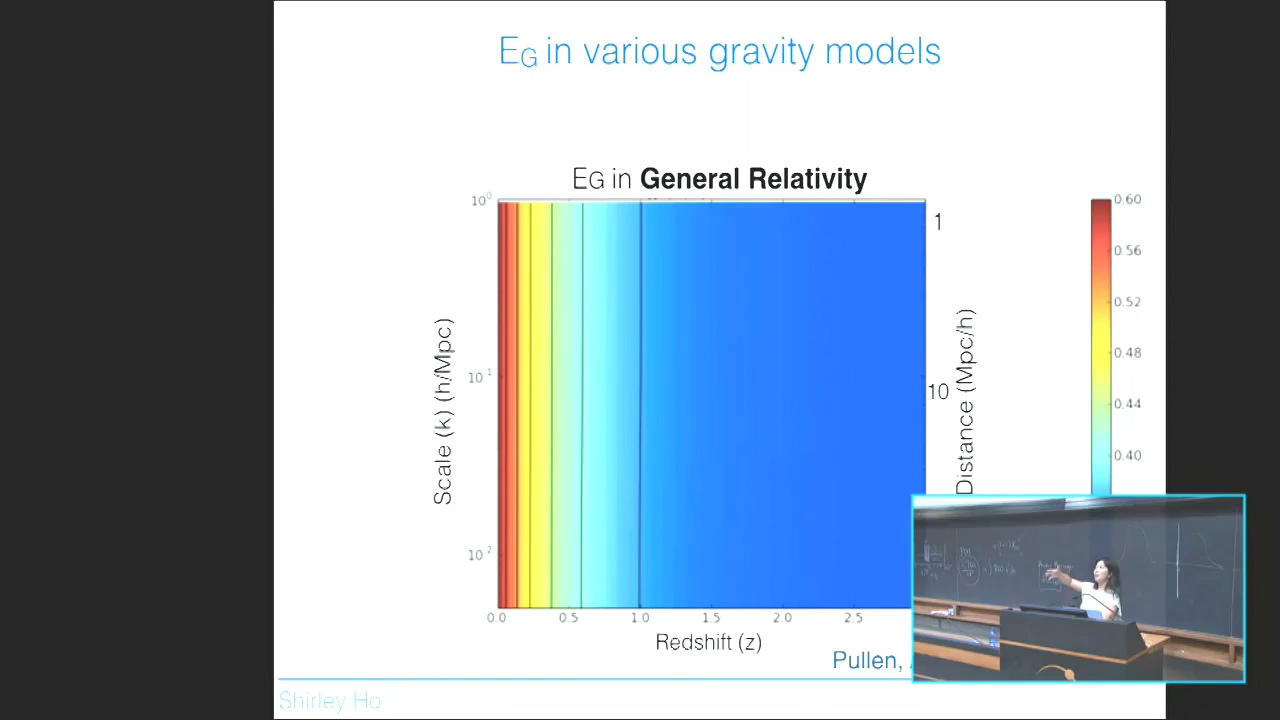 EG in various gravity models
EG in General Relativity
10^0
10^-1
10^-2
Scale (k) (h/Mpc)
0.0 0.5 1.0 1.5 2.0 2.5
Redshift (z)
1
10
Distance (Mpc/h)
0.60
0.56
0.52
0.48
0.44
0.40
Pullen,
Shirley Ho